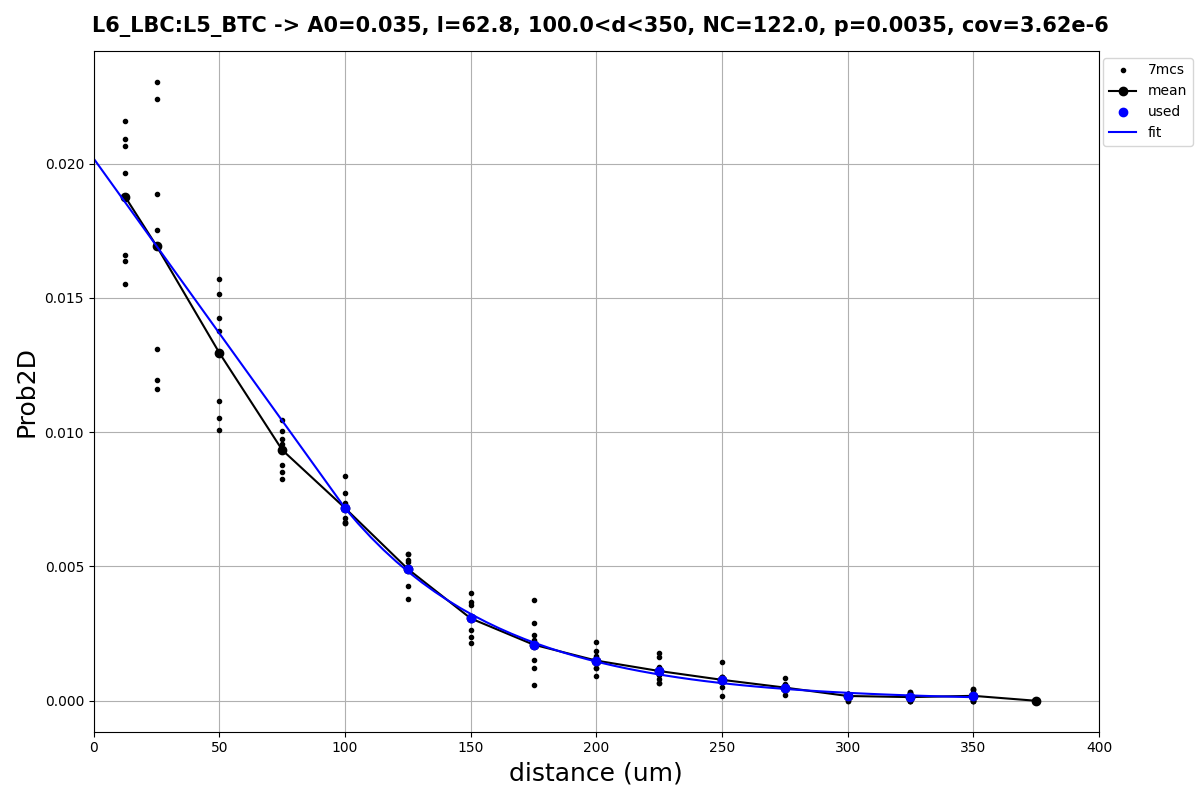 L6_LBC:L5_BTC -> A0=0.035, l=62.8, 100.0<d<350, NC=122.0, p=0.0035, cov=3.62e-6
7mcs
mean
used
fit
0.020
0.015
0.010
0.005
0.000
Prob2D
0 50 100 150 200 250 300 350 400
distance (um)